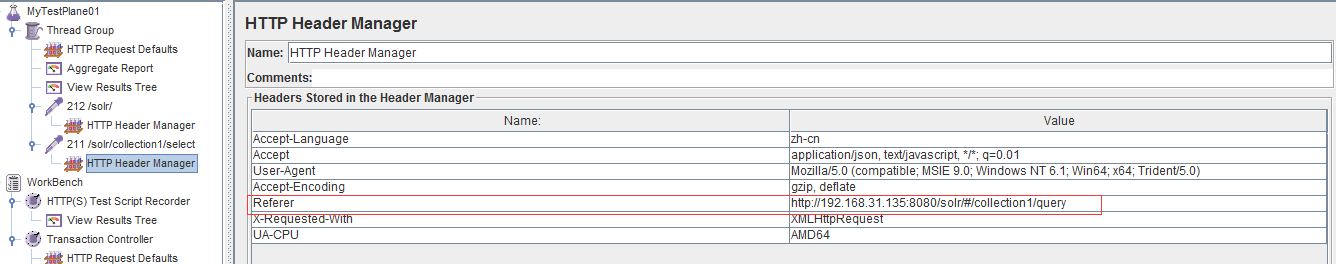 MyTestPlane01
Thread Group
HTTP Request Defaults
Aggregate Report
View Results Tree
212 /solr/
HTTP Header Manager
211 /solr/collection1/select
HTTP Header Manager
WorkBench
HTTP(S) Test Script Recorder
View Results Tree
Transaction Controller
HTTP Request Defaults
HTTP Header Manager
Name: HTTP Header Manager
Comments:
Headers Stored in the Header Manager
Name: Value
Accept-Language zh-cn
Accept application/json, text/javascript, */*; q=0.01
User-Agent Mozilla/5.0 (compatible; MSIE 9.0; Windows NT 6.1; Win64; x64; Trident/5.0)
Accept-Encoding gzip, deflate
Referer http://192.168.31.135:8080/solr/#/collection1/query
X-Requested-With XMLHttpRequest
UA-CPU AMD64